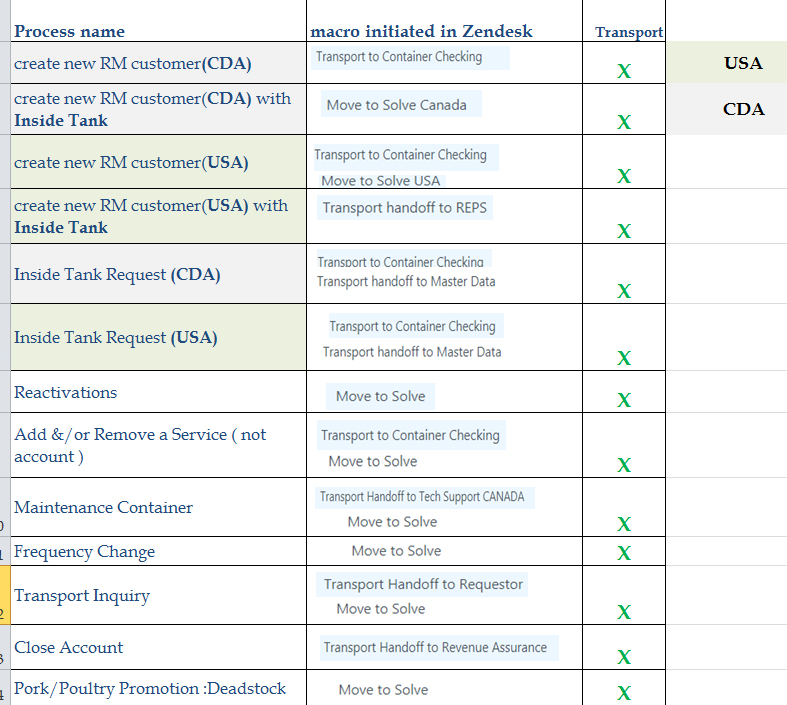 Process name
macro initiated in Zendesk
Transport
create new RM customer(CDA)
Transport to Container Checking
X
USA
create new RM customer(CDA) with
Inside Tank
Move to Solve Canada
X
CDA
create new RM customer(USA)
Transport to Container Checking
Move to Solve USA
X
create new RM customer(USA) with
Inside Tank
Transport handoff to REPS
X
Inside Tank Request (CDA)
Transport to Container Checking
Transport handoff to Master Data
X
Inside Tank Request (USA)
Transport to Container Checking
Transport handoff to Master Data
X
Reactivations
Move to Solve
X
Add &/or Remove a Service ( not
account )
Transport to Container Checking
Move to Solve
X
0
Maintenance Container
Transport Handoff to Tech Support CANADA
Move to Solve
X
1
Frequency Change
Move to Solve
X
2
Transport Inquiry
Transport Handoff to Requestor
Move to Solve
X
3
Close Account
Transport Handoff to Revenue Assurance
X
4
Pork/Poultry Promotion :Deadstock
Move to Solve
X